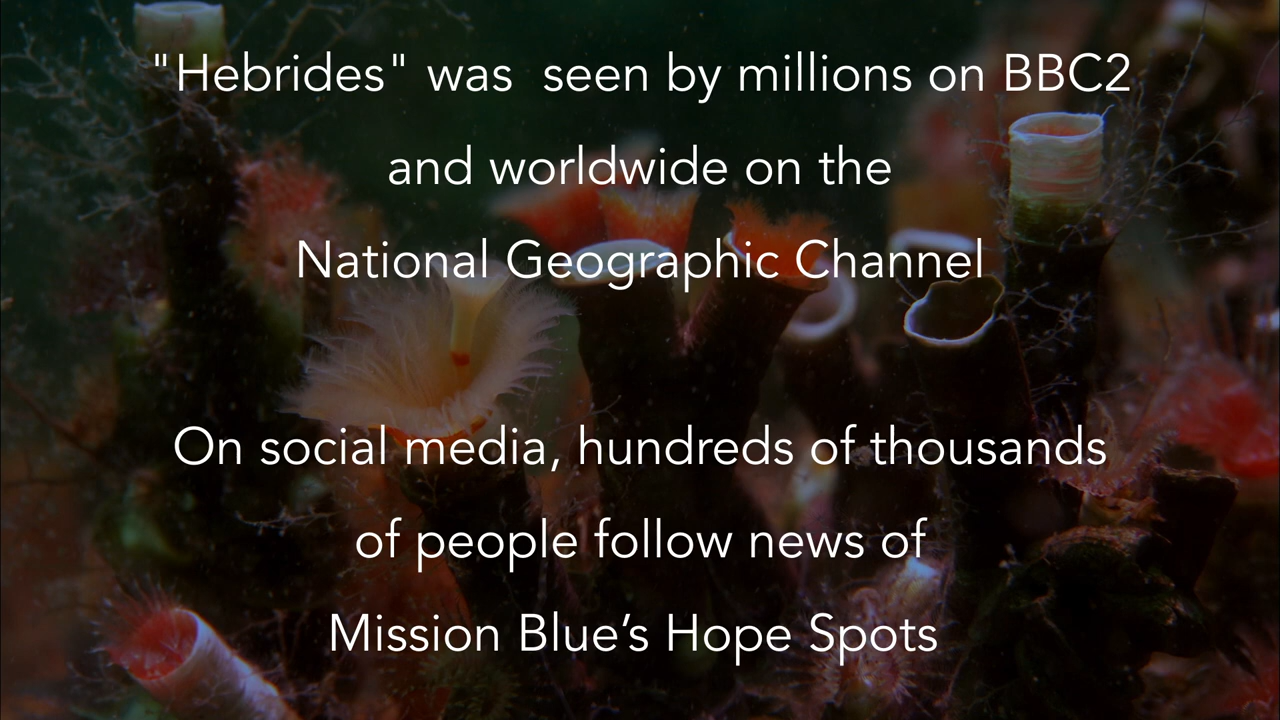 "Hebrides" was  seen by millions on BBC2
and worldwide on the
National Geographic Channel
On social media, hundreds of thousands
of people follow news of
Mission Blue’s Hope Spots